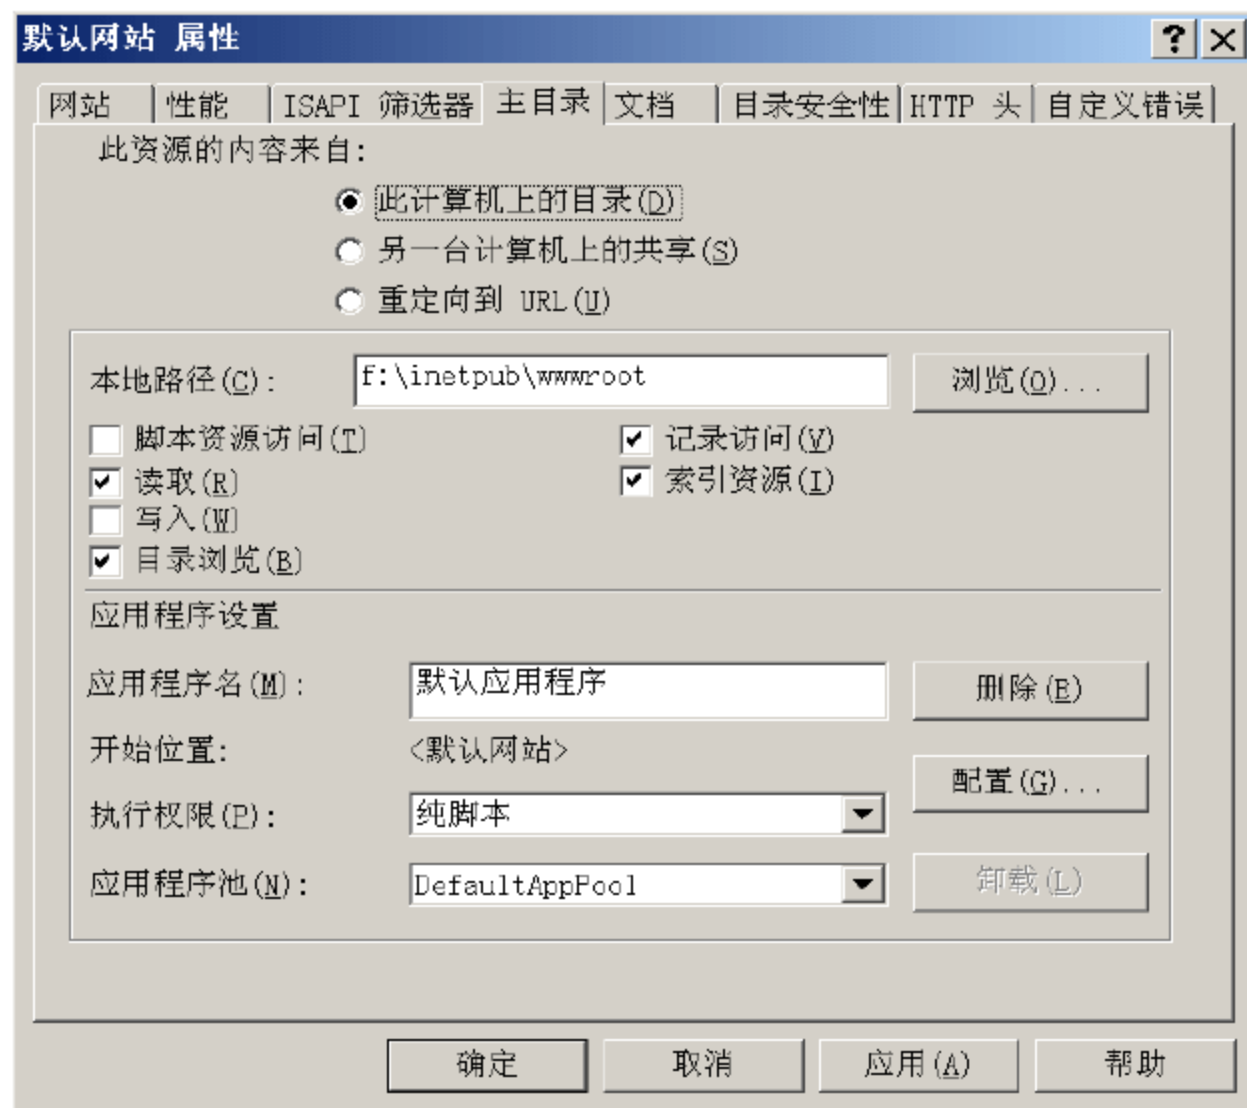 默认网站 属性
网站 性能 ISAPI 筛选器 主目录 文档 目录安全性 HTTP 头 自定义错误
此资源的内容来自:
此计算机上的目录(D)
另一台计算机上的共享(S)
重定向到 URL(U)
本地路径(C): f:\inetpub\wwwroot 浏览(O)...
脚本资源访问(T) 记录访问(V)
读取(R) 索引资源(I)
写入(W)
目录浏览(B)
应用程序设置
应用程序名(M): 默认应用程序 删除(E)
开始位置: <默认网站>
配置(G)...
执行权限(P): 纯脚本
应用程序池(N): DefaultAppPool 卸载(L)
确定 取消 应用(A) 帮助